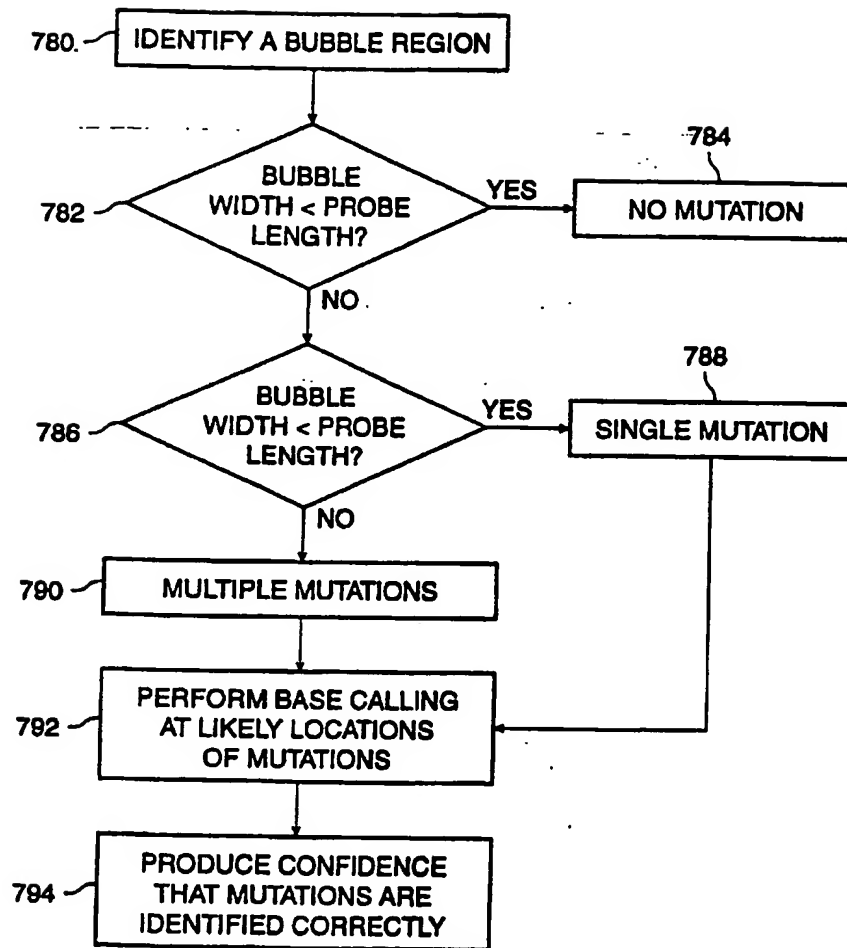 780.
IDENTIFY A BUBBLE REGION
782
BUBBLE
WIDTH < PROBE
LENGTH?
YES
784
NO MUTATION
NO
786
BUBBLE
WIDTH < PROBE
LENGTH?
YES
788
SINGLE MUTATION
NO
790
MULTIPLE MUTATIONS
792
PERFORM BASE CALLING
AT LIKELY LOCATIONS
OF MUTATIONS
794
PRODUCE CONFIDENCE
THAT MUTATIONS ARE
IDENTIFIED CORRECTLY